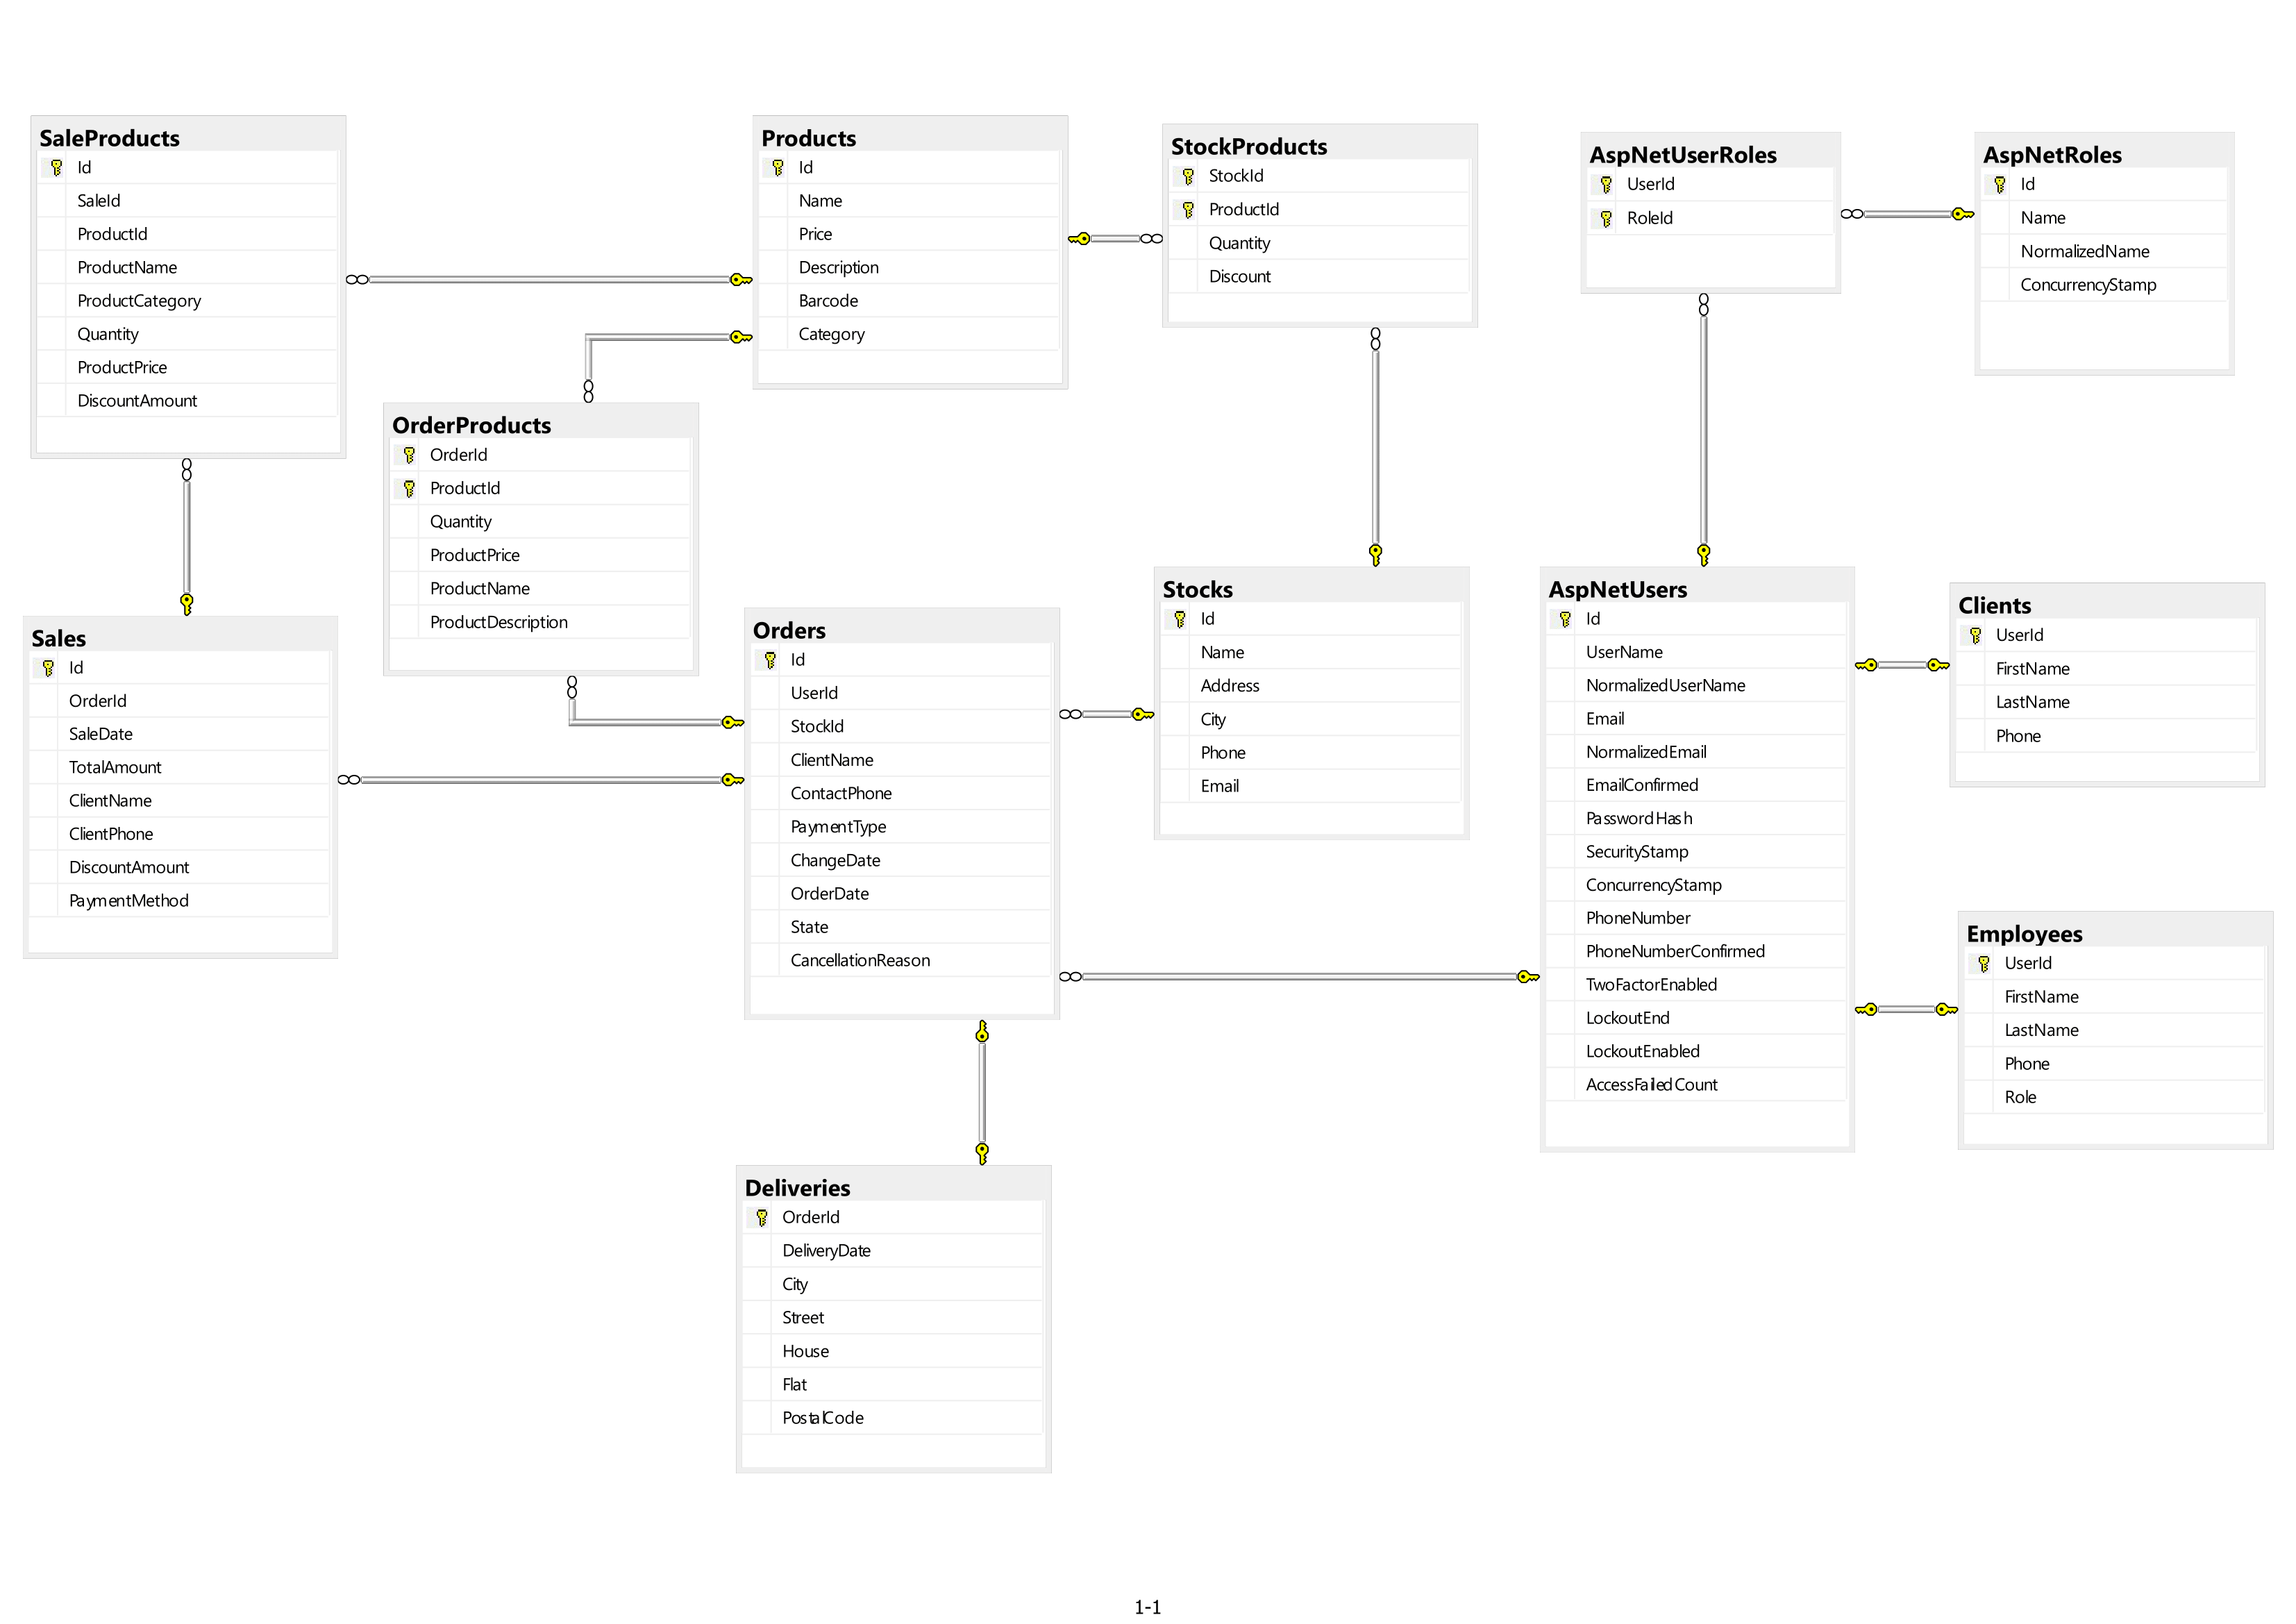 SaleProducts
Id
SaleId
ProductId
ProductName
ProductCategory
Quantity
ProductPrice
DiscountAmount
Products
Id
Name
Price
Description
Barcode
Category
StockProducts
StockId
ProductId
Quantity
Discount
AspNetUserRoles
UserId
RoleId
AspNetRoles
Id
Name
NormalizedName
ConcurrencyStamp
OrderProducts
OrderId
ProductId
Quantity
ProductPrice
ProductName
ProductDescription
Sales
Id
OrderId
SaleDate
TotalAmount
ClientName
ClientPhone
DiscountAmount
PaymentMethod
Orders
Id
UserId
StockId
ClientName
ContactPhone
PaymentType
ChangeDate
OrderDate
State
CancellationReason
Stocks
Id
Name
Address
City
Phone
Email
AspNetUsers
Id
UserName
NormalizedUserName
Email
NormalizedEmail
EmailConfirmed
PasswordHash
SecurityStamp
ConcurrencyStamp
PhoneNumber
PhoneNumberConfirmed
TwoFactorEnabled
LockoutEnd
LockoutEnabled
AccessFailedCount
Clients
UserId
FirstName
LastName
Phone
Employees
UserId
FirstName
LastName
Phone
Role
Deliveries
OrderId
DeliveryDate
City
Street
House
Flat
PostalCode
1-1